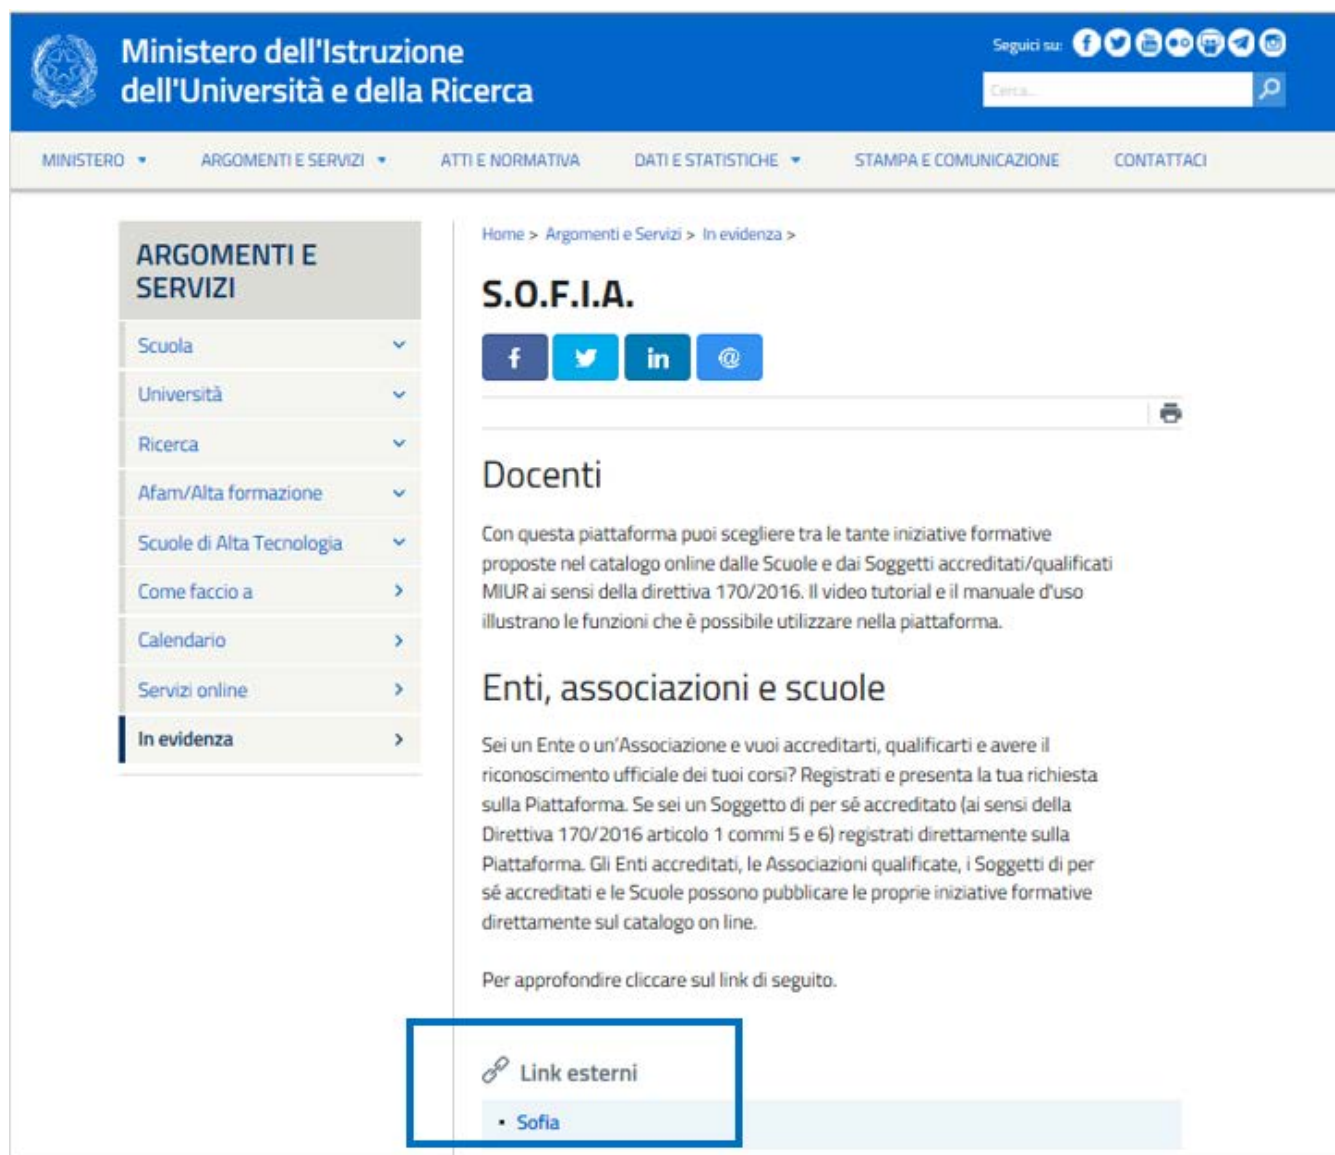 Ministero dell'Istruzione
dell'Università e della Ricerca
Seguici su:
Cerca...
MINISTERO
ARGOMENTI E SERVIZI
ATTI E NORMATIVA
DATI E STATISTICHE
STAMPA E COMUNICAZIONE
CONTATTACI
ARGOMENTI E
SERVIZI
Scuola
Università
Ricerca
Afam/Alta formazione
Scuole di Alta Tecnologia
Come faccio a
Calendario
Servizi online
In evidenza
Home > Argomenti e Servizi > In evidenza >
S.O.F.I.A.
Docenti
Con questa piattaforma puoi scegliere tra le tante iniziative formative
proposte nel catalogo online dalle Scuole e dai Soggetti accreditati/qualificati
MIUR ai sensi della direttiva 170/2016. Il video tutorial e il manuale d'uso
illustrano le funzioni che è possibile utilizzare nella piattaforma.
Enti, associazioni e scuole
Sei un Ente o un'Associazione e vuoi accreditarti, qualificarti e avere il
riconoscimento ufficiale dei tuoi corsi? Registrati e presenta la tua richiesta
sulla Piattaforma. Se sei un Soggetto di per sé accreditato (ai sensi della
Direttiva 170/2016 articolo 1 commi 5 e 6) registrati direttamente sulla
Piattaforma. Gli Enti accreditati, le Associazioni qualificate, i Soggetti di per
sé accreditati e le Scuole possono pubblicare le proprie iniziative formative
direttamente sul catalogo on line.
Per approfondire cliccare sul link di seguito.
Link esterni
▪ Sofia